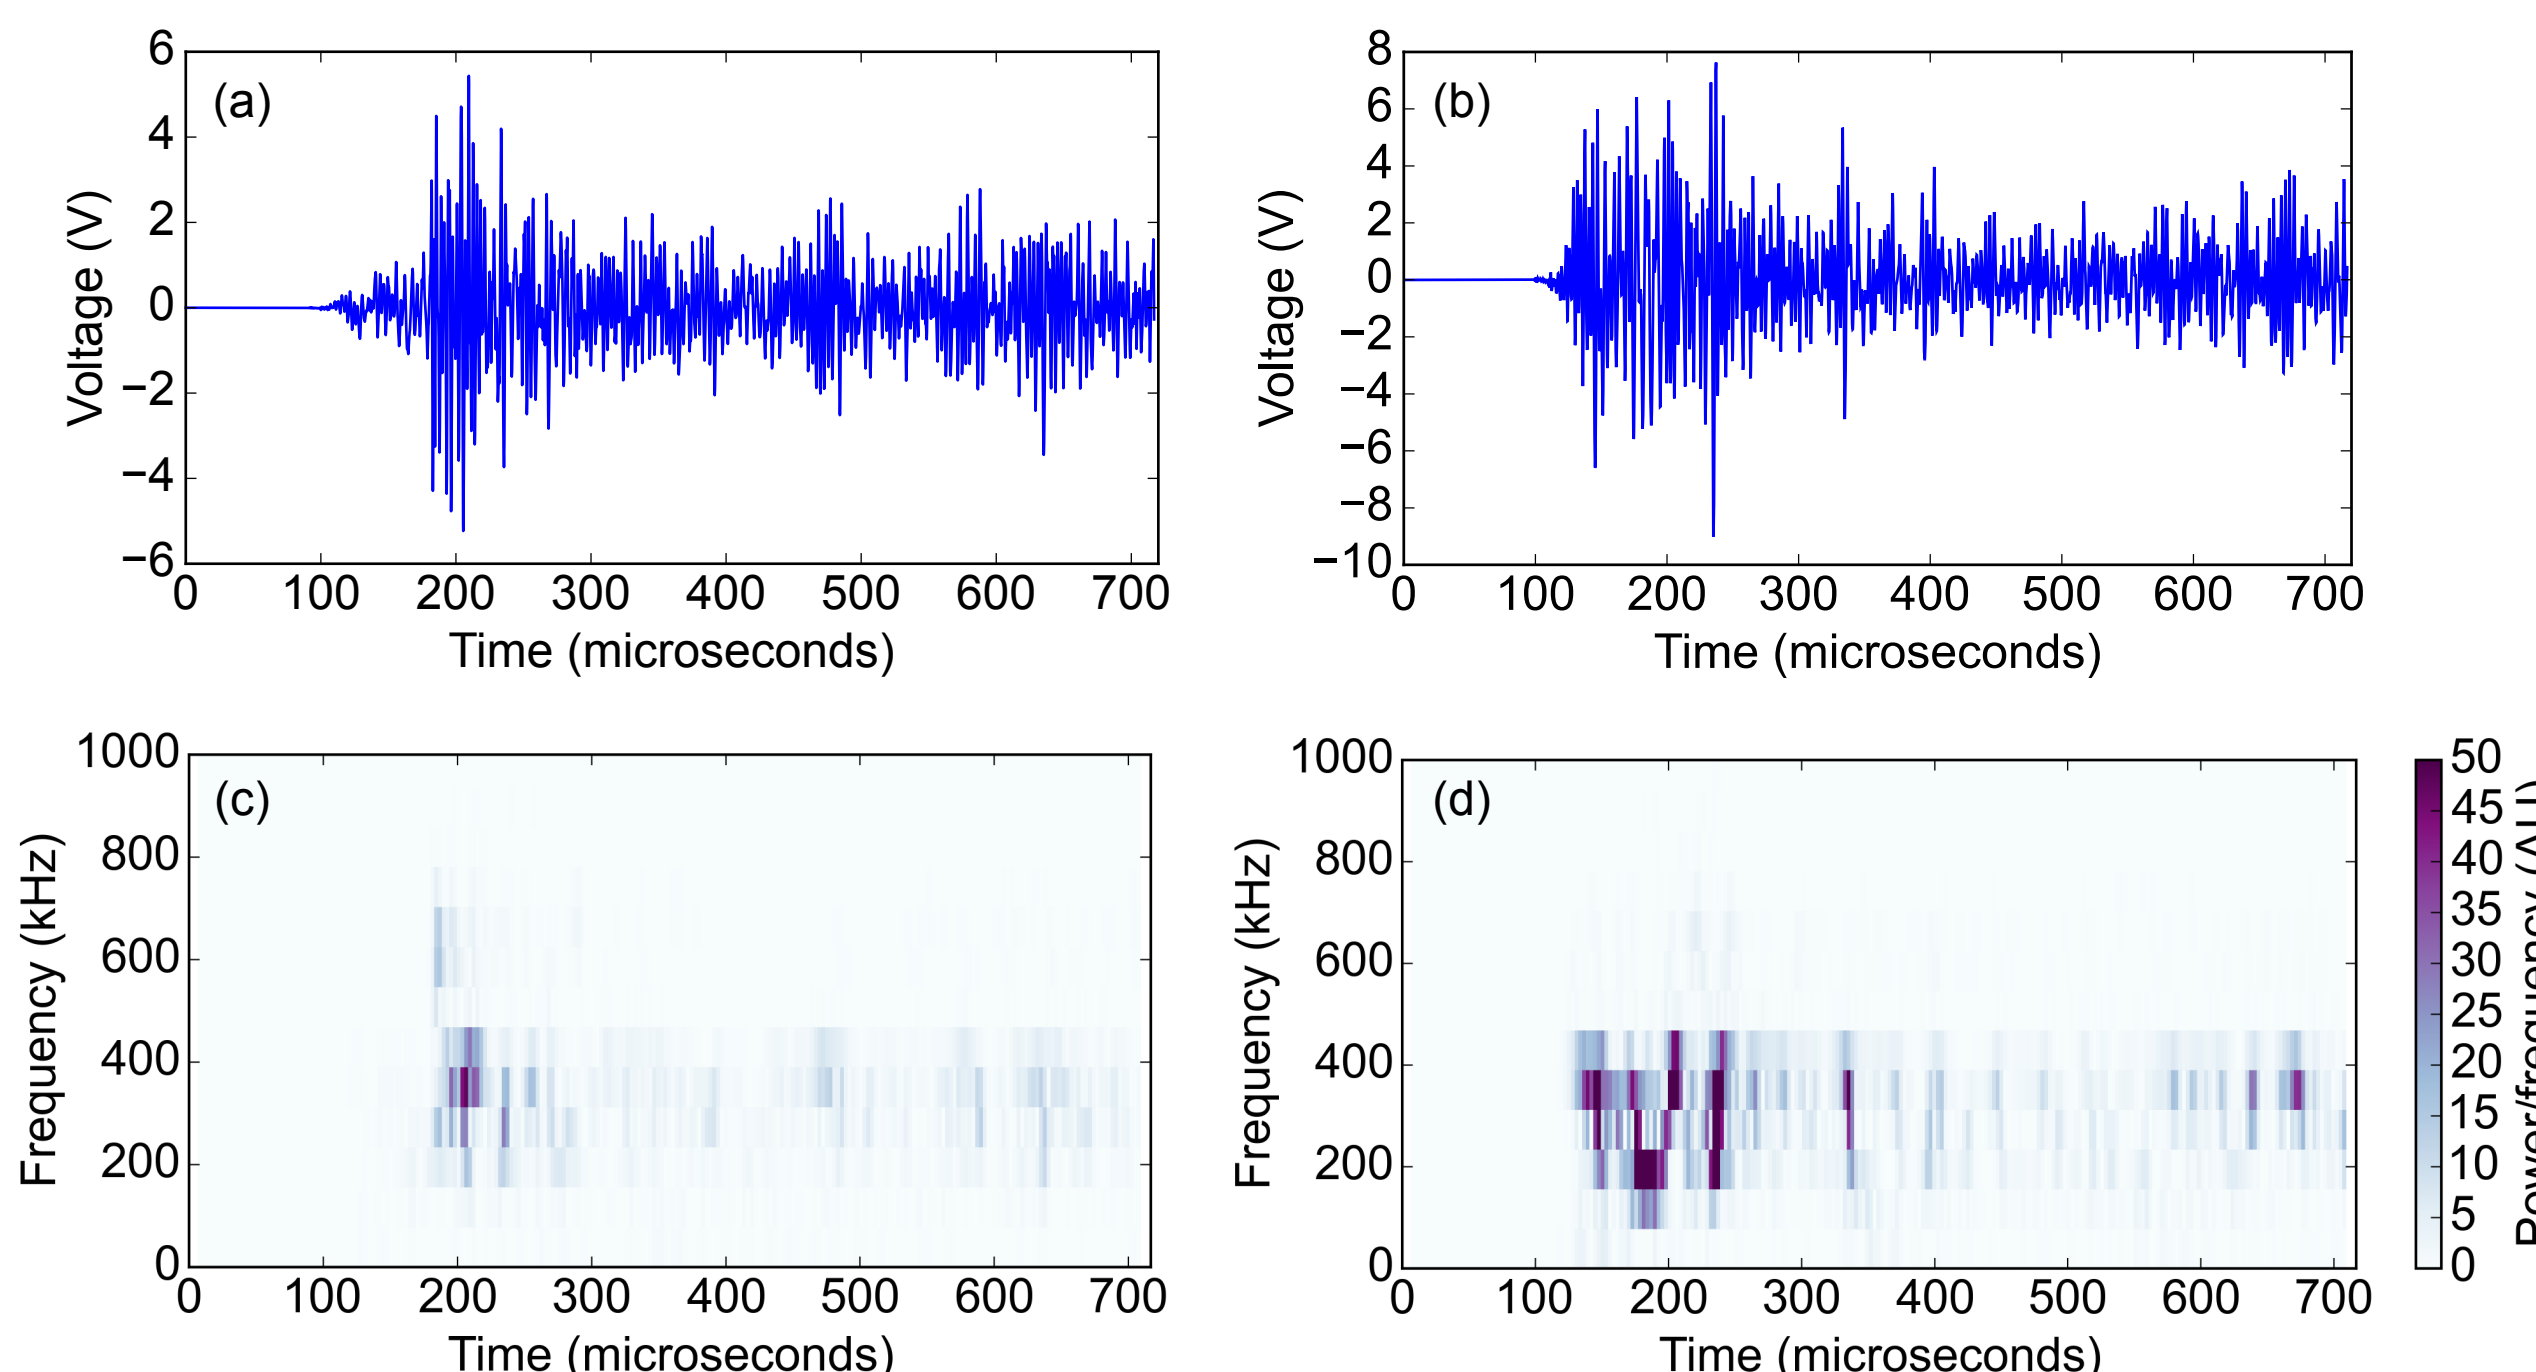 (a)
6
4
2
0
−2
−4
−6
Voltage (V)
0 100 200 300 400 500 600 700
Time (microseconds)
(b)
8
6
4
2
0
−2
−4
−6
−8
−10
Voltage (V)
0 100 200 300 400 500 600 700
Time (microseconds)
(c)
1000
800
600
400
200
0
Frequency (kHz)
0 100 200 300 400 500 600 700
Time (microseconds)
(d)
1000
800
600
400
200
0
Frequency (kHz)
0 100 200 300 400 500 600 700
Time (microseconds)
50
45
40
35
30
25
20
15
10
5
0
Power/frequency (AU)